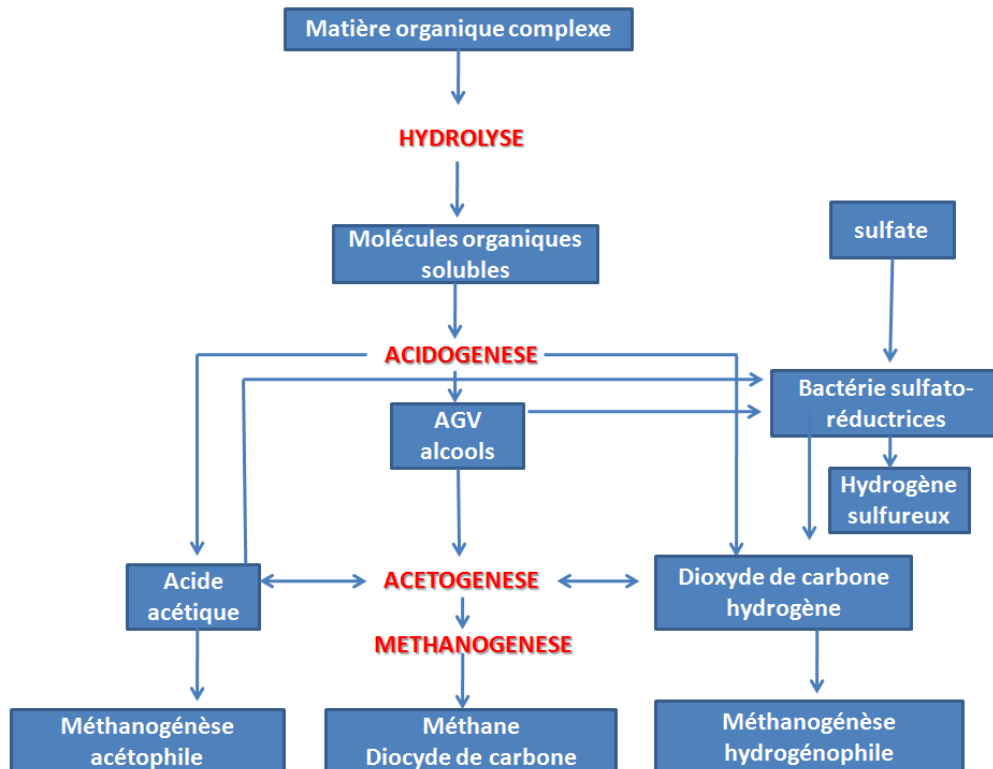 Matière organique complexe
HYDROLYSE
Molécules organiques
solubles
sulfate
ACIDOGENESE
Bactérie sulfato-
réductrices
AGV
alcools
Hydrogène
sulfureux
Acide
acétique
ACETOGENESE
Dioxyde de carbone
hydrogène
METHANOGENESE
Méthanogénèse
acétophile
Méthane
Diocyde de carbone
Méthanogénèse
hydrogénophile